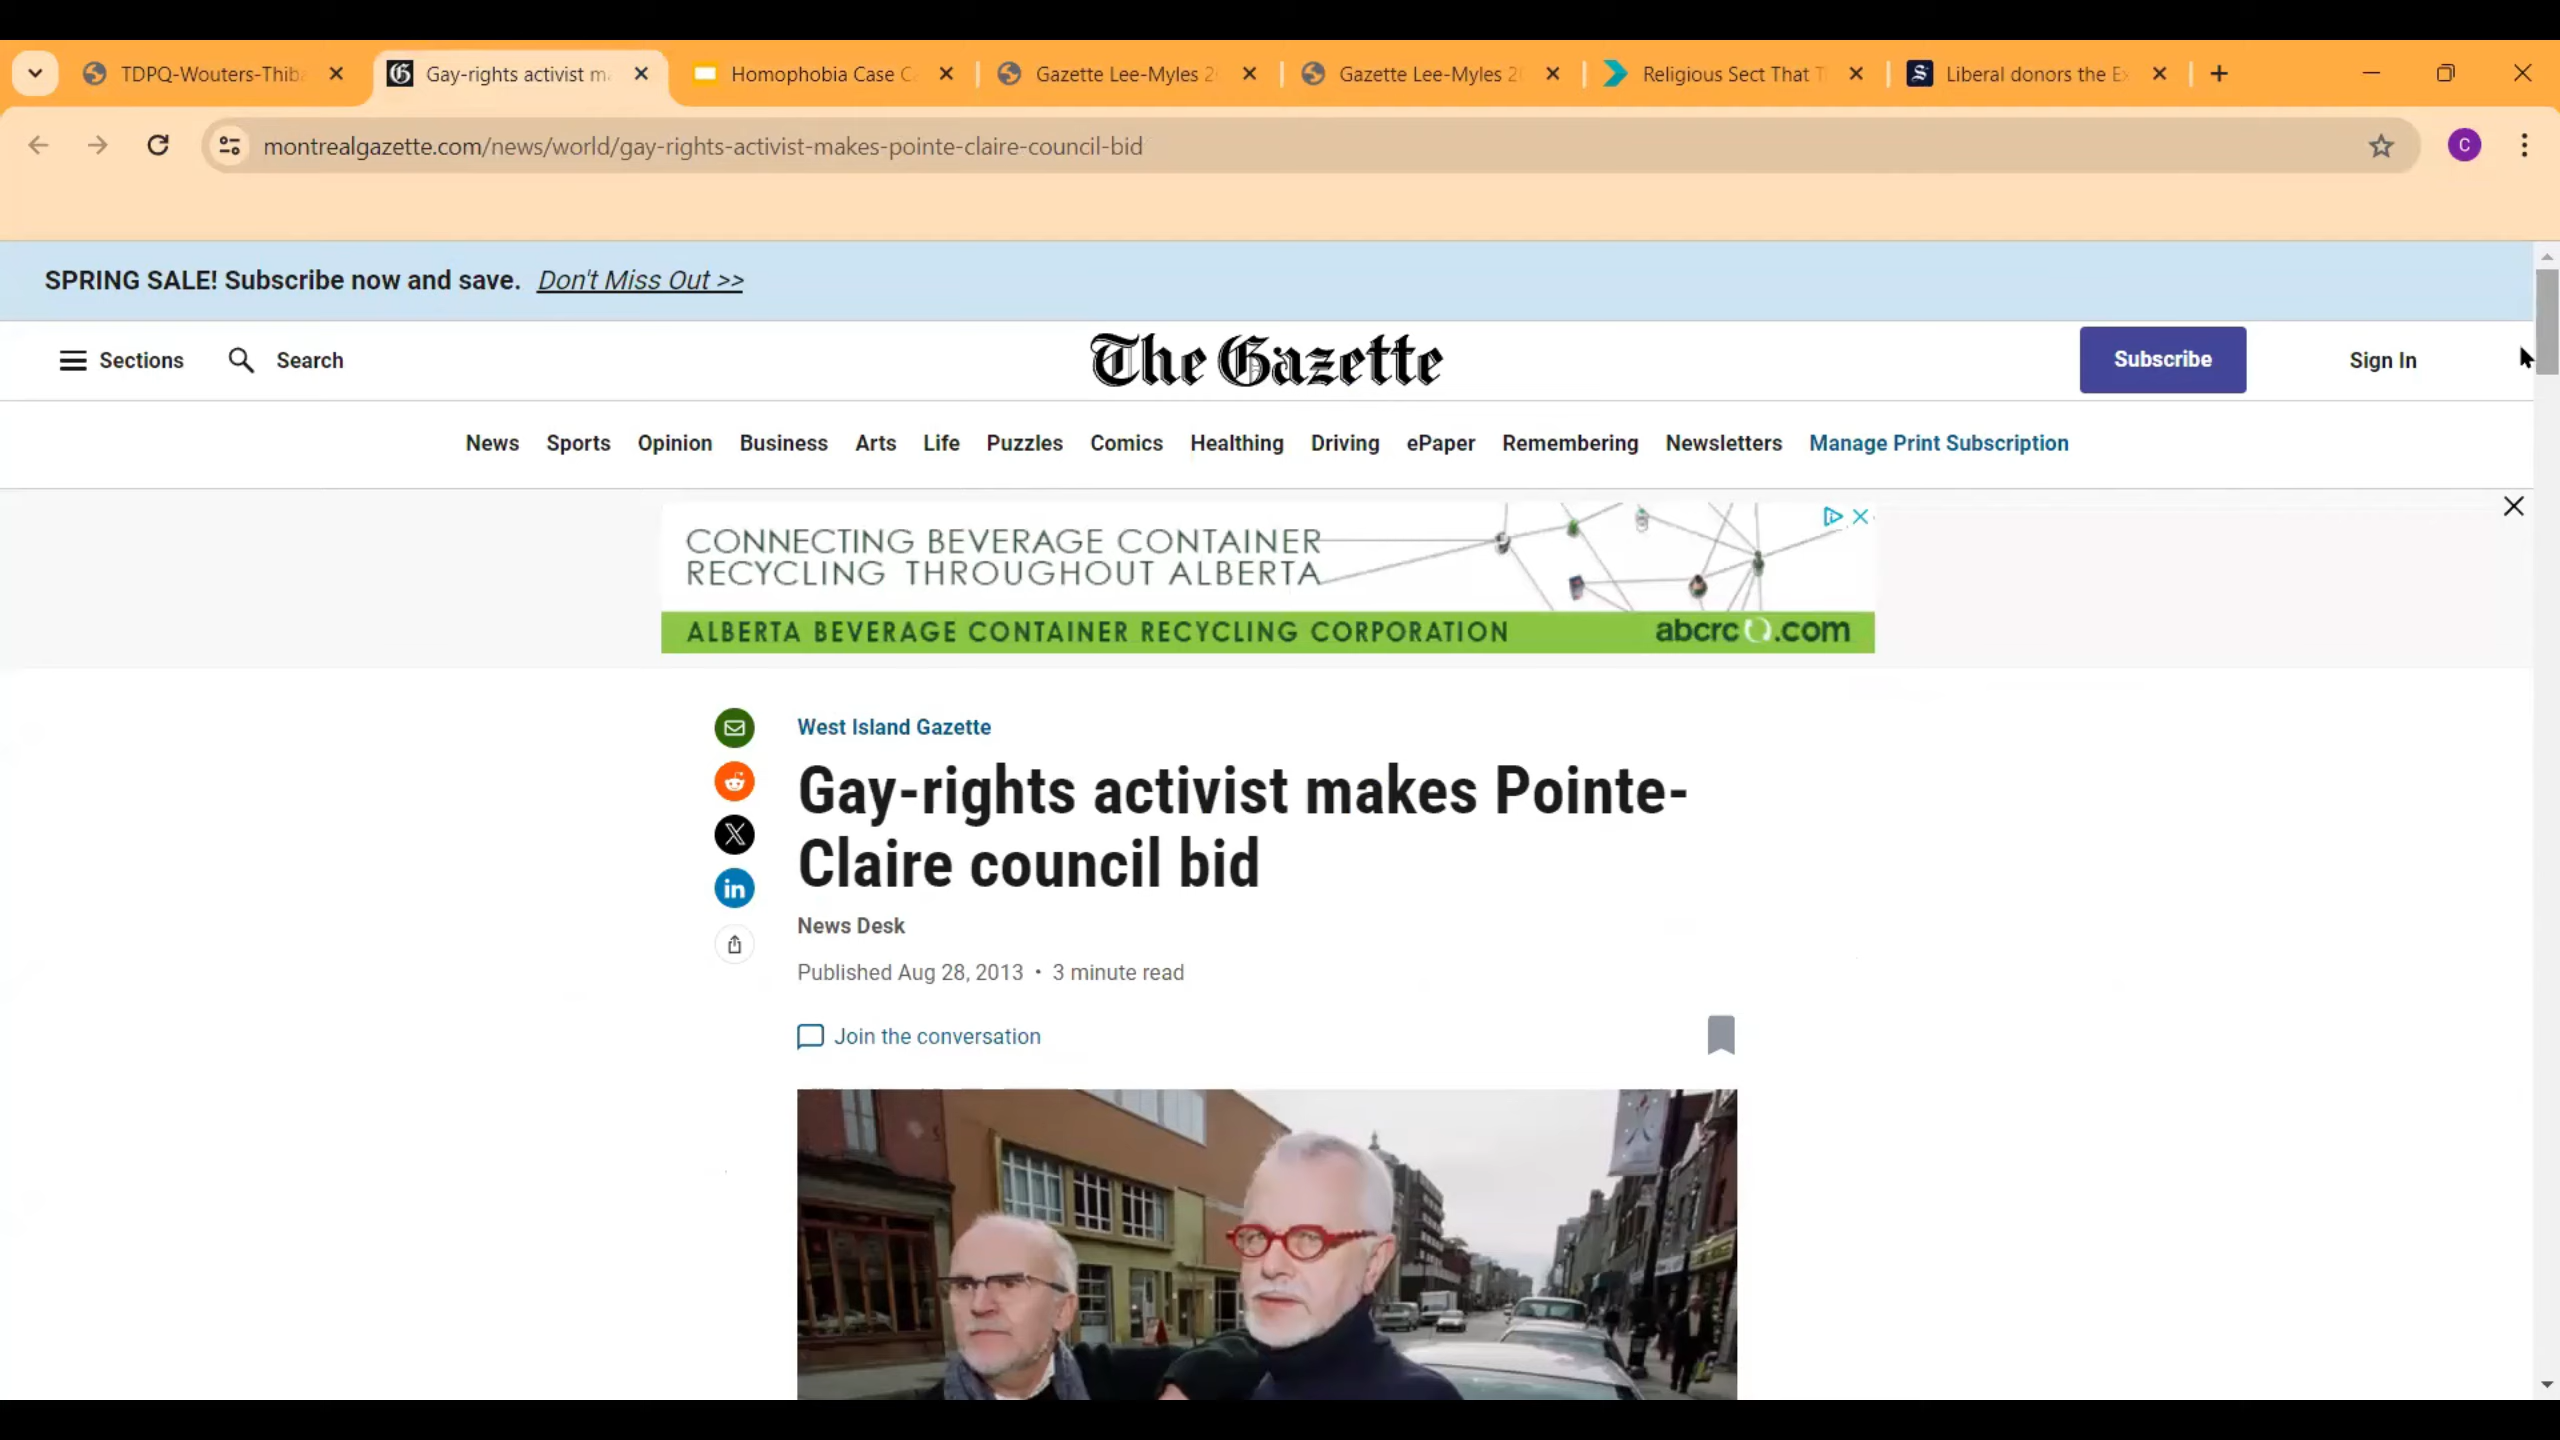 TDPQ-Wouters-Thiba
Gay-rights activist ma
Homophobia Case C
Gazette Lee-Myles 2
Gazette Lee-Myles 2
Religious Sect That T
Liberal donors the Ex
montrealgazette.com/news/world/gay-rights-activist-makes-pointe-claire-council-bid
C
SPRING SALE! Subscribe now and save. Don't Miss Out >>
Sections
Search
The Gazette
Subscribe
Sign In
News Sports Opinion Business Arts Life Puzzles Comics Healthing Driving ePaper Remembering Newsletters Manage Print Subscription
CONNECTING BEVERAGE CONTAINER
RECYCLING THROUGHOUT ALBERTA
ALBERTA BEVERAGE CONTAINER RECYCLING CORPORATION
abcrc.com
West Island Gazette
Gay-rights activist makes Pointe-
Claire council bid
News Desk
Published Aug 28, 2013 • 3 minute read
Join the conversation